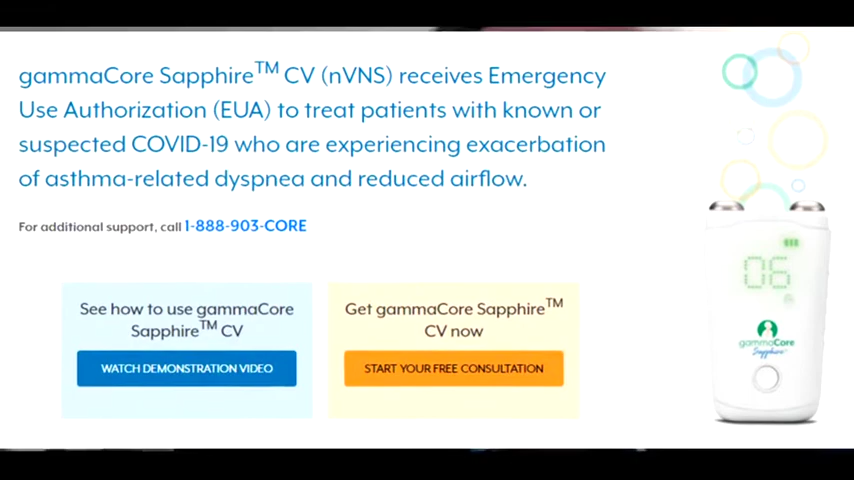 gammaCore Sapphire™ CV (nVNS) receives Emergency
Use Authorization (EUA) to treat patients with known or
suspected COVID-19 who are experiencing exacerbation
of asthma-related dyspnea and reduced airflow.
For additional support, call 1-888-903-CORE
See how to use gammaCore
Sapphire™ CV
WATCH DEMONSTRATION VIDEO
Get gammaCore Sapphire™
CV now
START YOUR FREE CONSULTATION
06
gammaCore
Sapphire